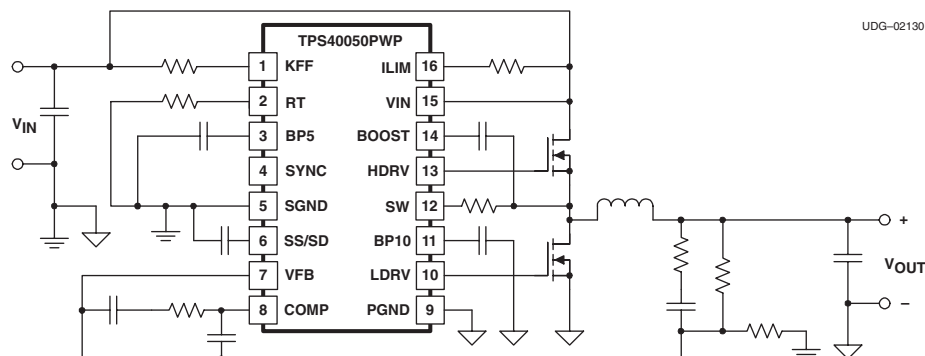 UDG–02130
TPS40050PWP
1 KFF ILIM 16
2 RT VIN 15
3 BP5 BOOST 14
4 SYNC HDRV 13
5 SGND SW 12
6 SS/SD BP10 11
7 VFB LDRV 10
8 COMP PGND 9
VIN
+
VOUT
–